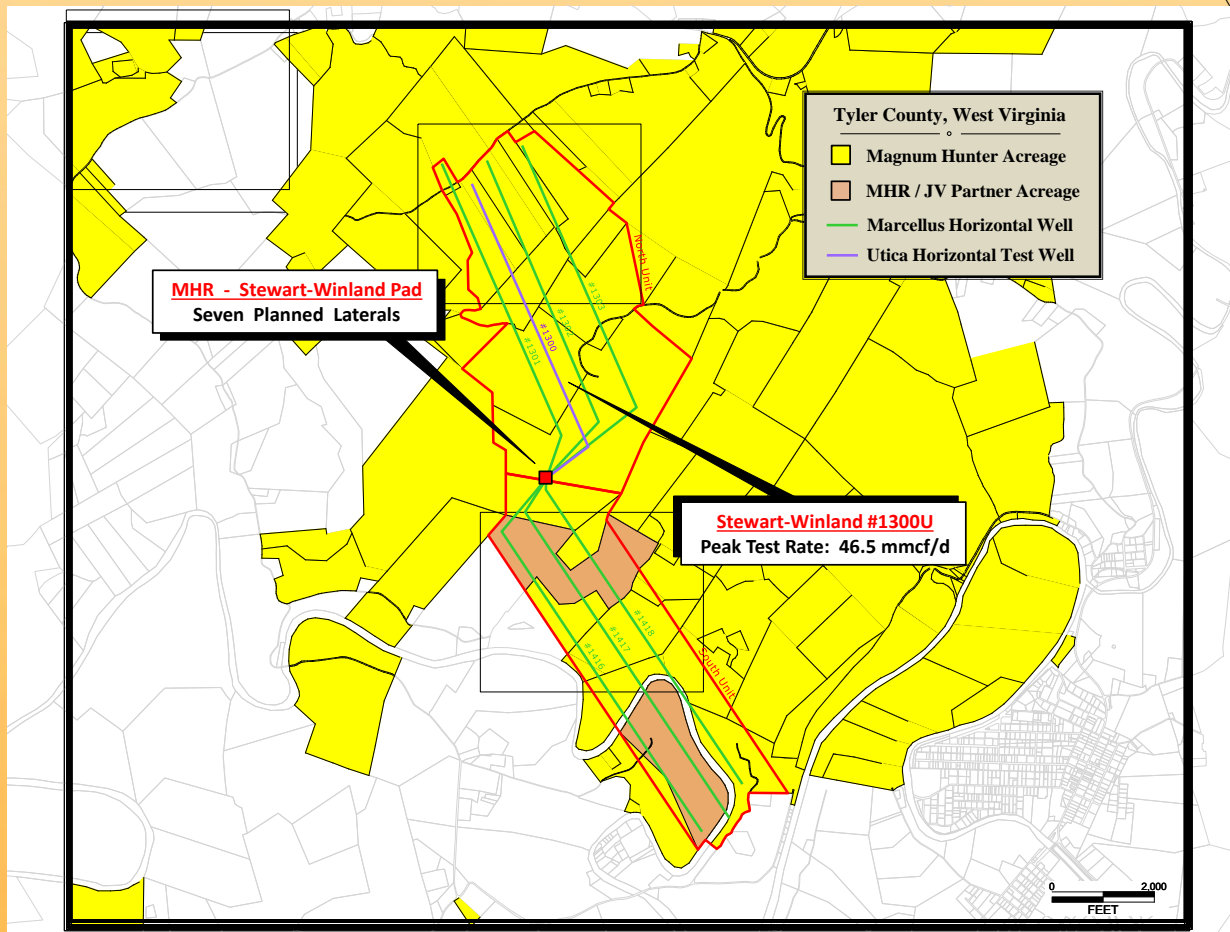 Tyler County, West Virginia
Magnum Hunter Acreage
MHR / JV Partner Acreage
Marcellus Horizontal Well
Utica Horizontal Test Well
North Unit
#1303
#1302
#1300
#1301
MHR - Stewart-Winland Pad
Seven Planned Laterals
Stewart-Winland #1300U
Peak Test Rate: 46.5 mmcf/d
#1418
#1417
#1416
South Unit
0 2,000
FEET